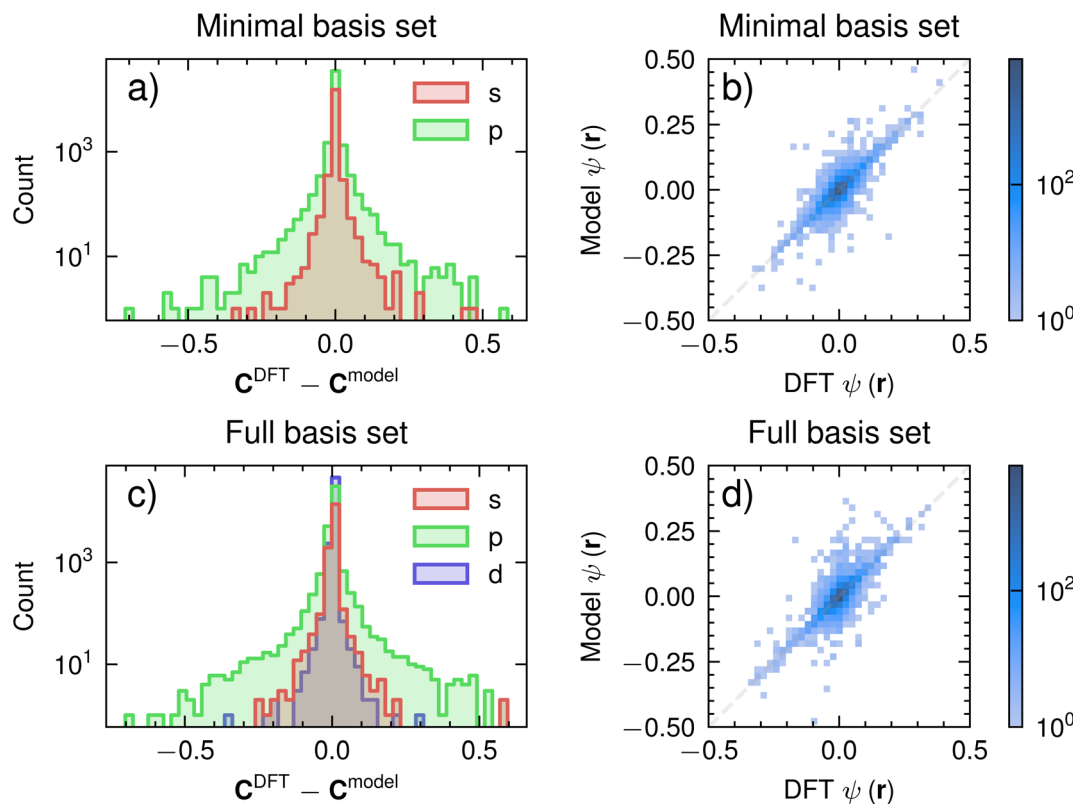 Minimal basis set
a)
s
p
10³
10¹
Count
−0.5
0.0
0.5
C^DFT − C^model
Minimal basis set
b)
0.50
0.25
0.00
−0.25
−0.50
Model ψ (r)
−0.5
0.0
0.5
DFT ψ (r)
10²
10⁰
Full basis set
c)
s
p
d
10³
10¹
Count
−0.5
0.0
0.5
C^DFT − C^model
Full basis set
d)
0.50
0.25
0.00
−0.25
−0.50
Model ψ (r)
−0.5
0.0
0.5
DFT ψ (r)
10²
10⁰